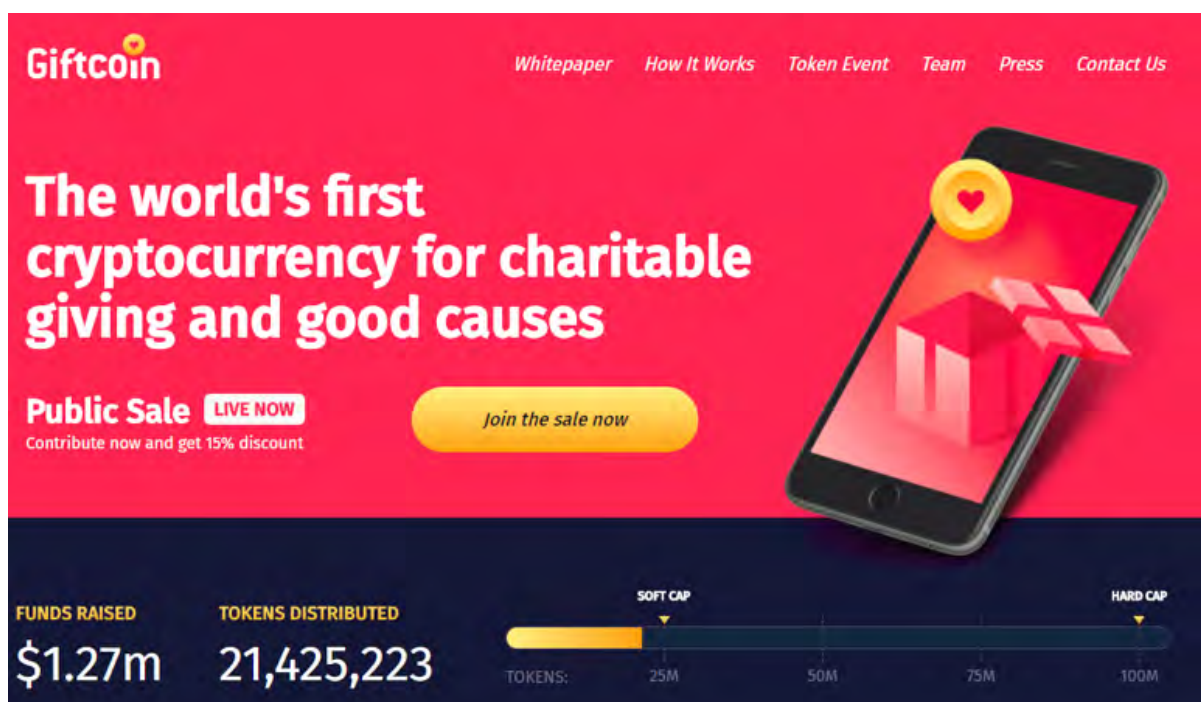 Giftcoin
Whitepaper How It Works Token Event Team Press Contact Us
The world's first
cryptocurrency for charitable
giving and good causes
Public Sale LIVE NOW
Contribute now and get 15% discount
Join the sale now
FUNDS RAISED
$1.27m
TOKENS DISTRIBUTED
21,425,223
SOFT CAP HARD CAP
TOKENS: 25M 50M 75M 100M